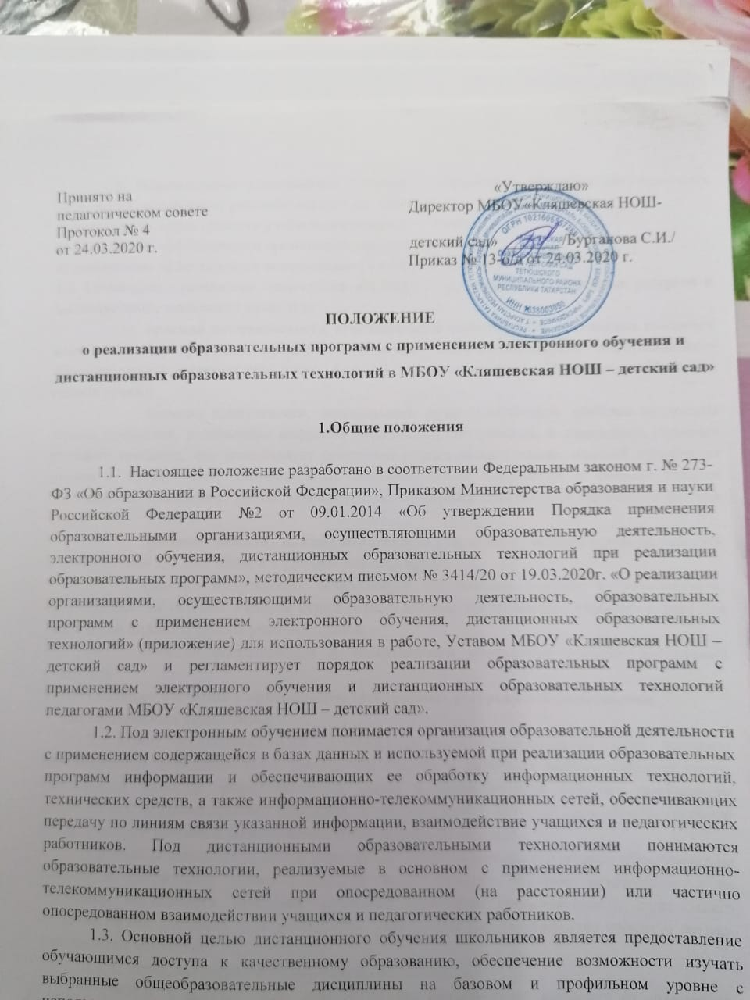 Принято на
педагогическом совете
Протокол № 4
от 24.03.2020 г.
«Утверждаю»
Директор МБОУ«Кляшевская НОШ-
детский сад» /Бурганова С.И./
Приказ № 13-о/д от 24.03.2020 г.
ТЕТЮШСКОГО
МУНИЦИПАЛЬНОГО РАЙОНА
РЕСПУБЛИКИ ТАТАРСТАН
ПОЛОЖЕНИЕ
о реализации образовательных программ с применением электронного обучения и
дистанционных образовательных технологий в МБОУ «Кляшевская НОШ – детский сад»
1.Общие положения
1.1. Настоящее положение разработано в соответствии Федеральным законом г. № 273-
ФЗ «Об образовании в Российской Федерации», Приказом Министерства образования и науки
Российской Федерации №2 от 09.01.2014 «Об утверждении Порядка применения
образовательными организациями, осуществляющими образовательную деятельность,
электронного обучения, дистанционных образовательных технологий при реализации
образовательных программ», методическим письмом № 3414/20 от 19.03.2020г. «О реализации
организациями, осуществляющими образовательную деятельность, образовательных
программ с применением электронного обучения, дистанционных образовательных
технологий» (приложение) для использования в работе, Уставом МБОУ «Кляшевская НОШ –
детский сад» и регламентирует порядок реализации образовательных программ с
применением электронного обучения и дистанционных образовательных технологий
педагогами МБОУ «Кляшевская НОШ – детский сад».
1.2. Под электронным обучением понимается организация образовательной деятельности
с применением содержащейся в базах данных и используемой при реализации образовательных
программ информации и обеспечивающих ее обработку информационных технологий,
технических средств, а также информационно-телекоммуникационных сетей, обеспечивающих
передачу по линиям связи указанной информации, взаимодействие учащихся и педагогических
работников. Под дистанционными образовательными технологиями понимаются
образовательные технологии, реализуемые в основном с применением информационно-
телекоммуникационных сетей при опосредованном (на расстоянии) или частично
опосредованном взаимодействии учащихся и педагогических работников.
1.3. Основной целью дистанционного обучения школьников является предоставление
обучающимся доступа к качественному образованию, обеспечение возможности изучать
выбранные общеобразовательные дисциплины на базовом и профильном уровне с